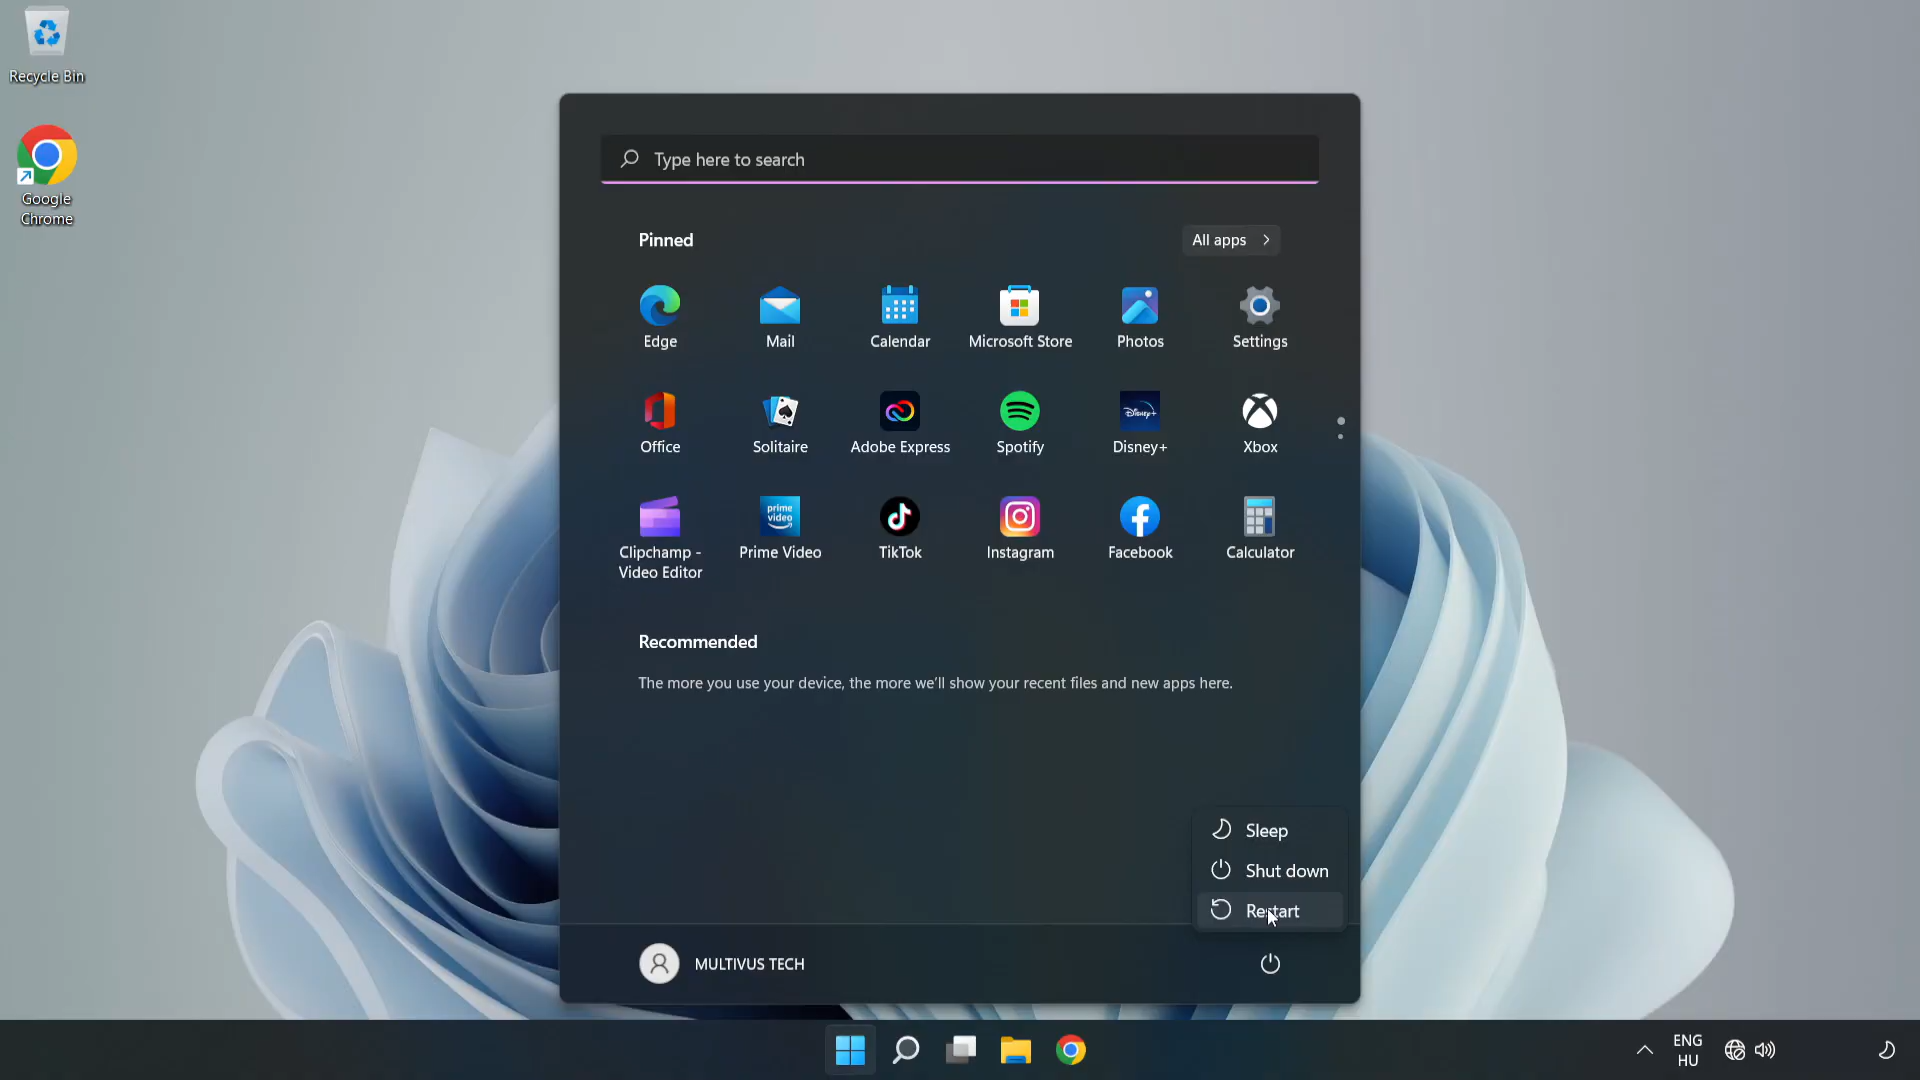 Recycle Bin
Google
Chrome
Type here to search
Pinned
All apps
Edge
Mail
Calendar
Microsoft Store
Photos
Settings
Office
Solitaire
Adobe Express
Spotify
Disney+
Disney+
Xbox
prime
video
Clipchamp -
Video Editor
Prime Video
TikTok
Instagram
Facebook
Calculator
Recommended
The more you use your device, the more we'll show your recent files and new apps here.
Sleep
Shut down
Restart
MULTIVUS TECH
ENG
HU